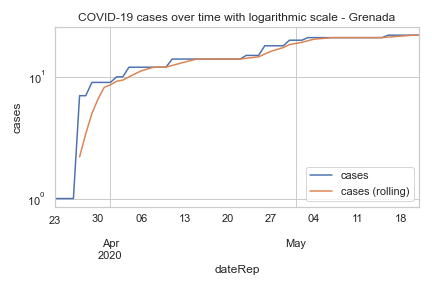 COVID-19 cases over time with logarithmic scale - Grenada
cases
10¹
10⁰
cases
cases (rolling)
23 30 06 13 20 27 04 11 18
Apr May
2020
dateRep